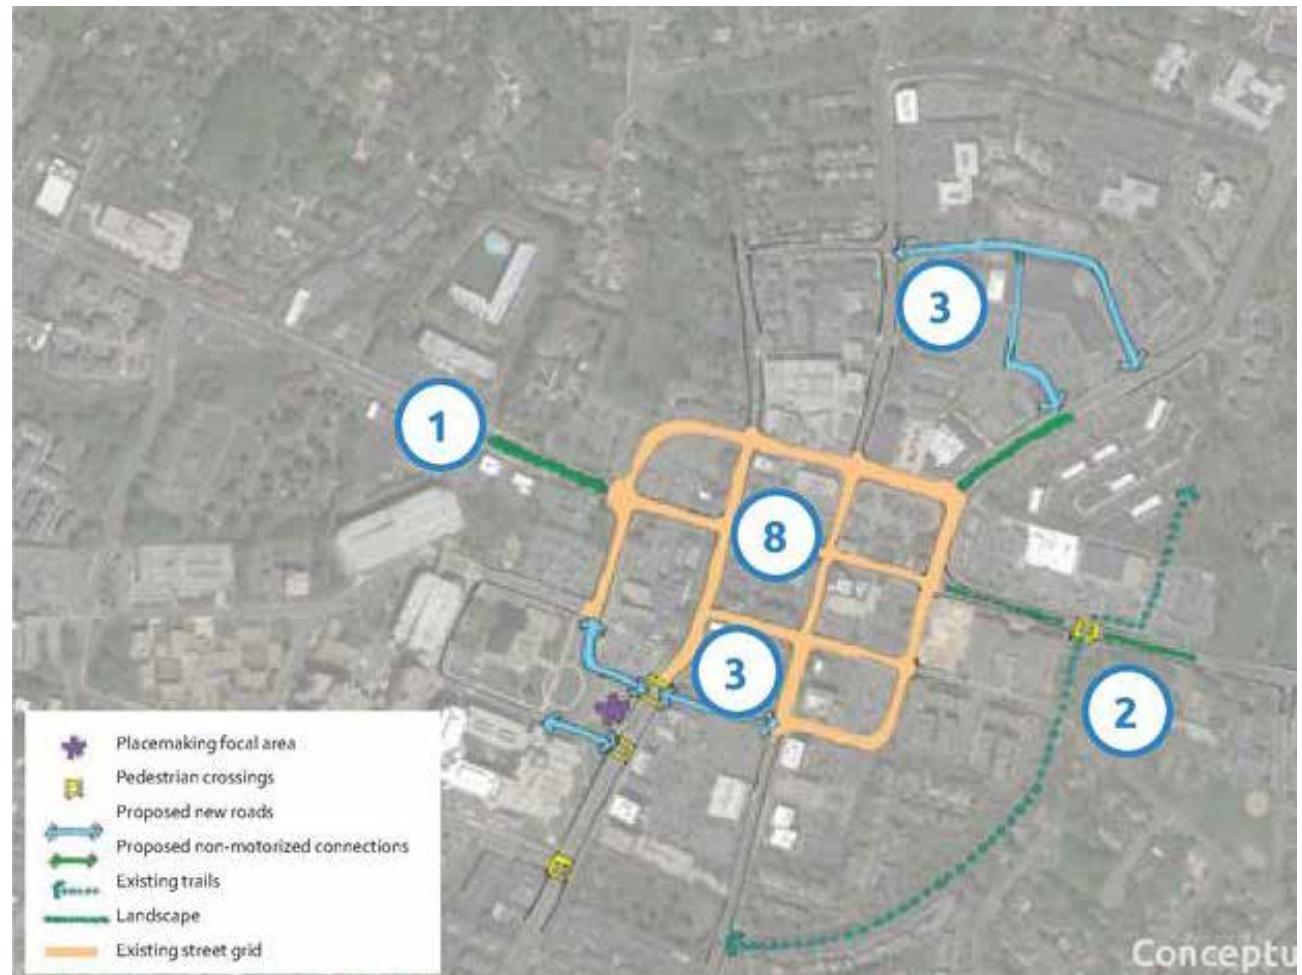 3
1
8
3
2
Placemaking focal area
Pedestrian crossings
Proposed new roads
Proposed non-motorized connections
Existing trails
Landscape
Existing street grid
Conceptu